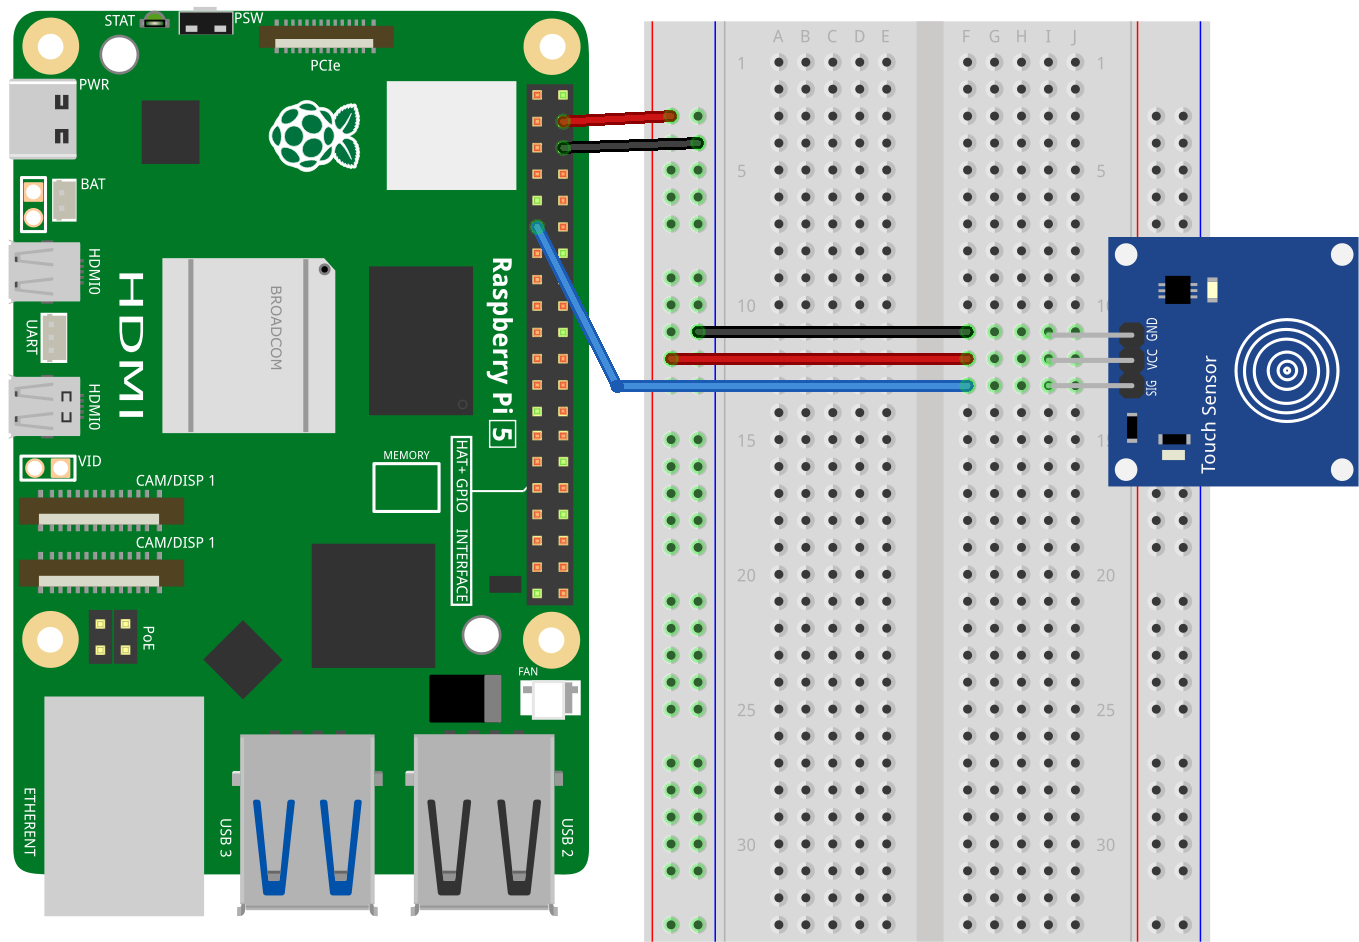 STAT
PSW
PCIe
PWR
BAT
HDMI0
UART
HDMI0
HDMI
BROADCOM
Raspberry Pi 5
VID
MEMORY
HAT+ GPIO INTERFACE
CAM/DISP 1
CAM/DISP 1
PoE
FAN
ETHERENT
USB 3
USB 2
A B C D E F G H I J
1 1
5 5
10 10
15 15
20 20
25 25
30 30
GND
VCC
SIG
Touch Sensor